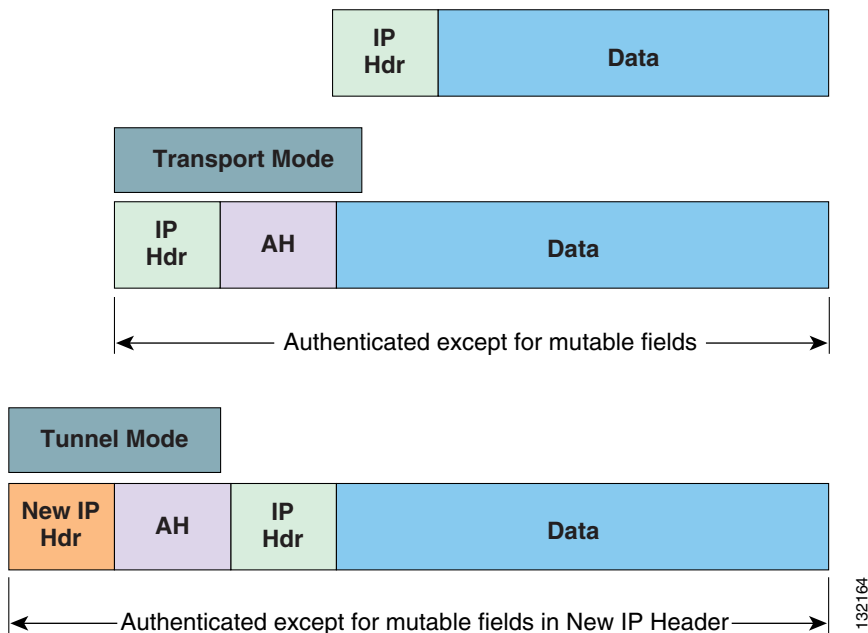 IP
Hdr
Data
Transport Mode
IP
Hdr
AH
Data
Authenticated except for mutable fields
Tunnel Mode
New IP
Hdr
AH
IP
Hdr
Data
Authenticated except for mutable fields in New IP Header
132164